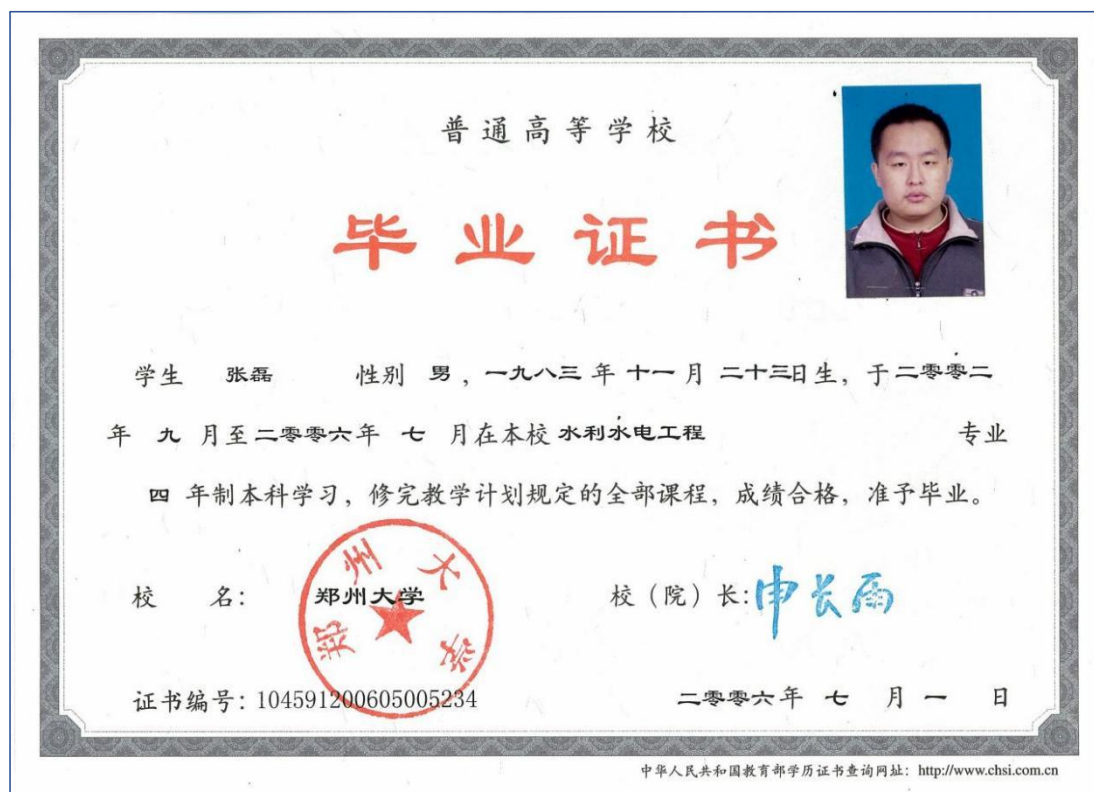 普通高等学校
毕业证书
学生 张磊 性别 男，一九八三年十一月二十三日生，于二零零二
年 九 月至二零零六年 七 月在本校 水利水电工程 专业
四 年制本科学习，修完教学计划规定的全部课程，成绩合格，准予毕业。
校 名：郑州大学 校（院）长：申长雨
郑州大学
证书编号：104591200605005234 二零零六年 七 月 一 日
中华人民共和国教育部学历证书查询网址：http://www.chsi.com.cn